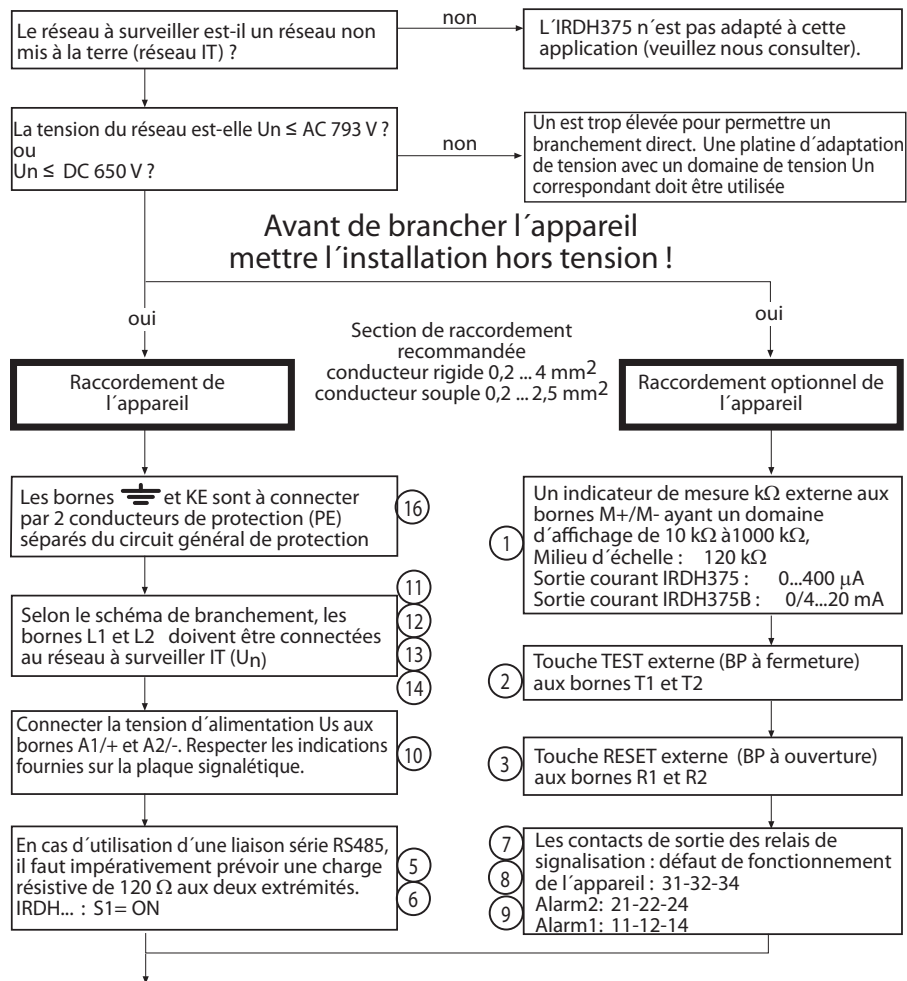 Le réseau à surveiller est-il un réseau non
mis à la terre (réseau IT) ?
non
L´IRDH375 n´est pas adapté à cette
application (veuillez nous consulter).
La tension du réseau est-elle Un ≤ AC 793 V ?
ou
Un ≤ DC 650 V ?
non
Un est trop élevée pour permettre un
branchement direct. Une platine d´adaptation
de tension avec un domaine de tension Un
correspondant doit être utilisée
Avant de brancher l´appareil
mettre l´installation hors tension !
oui
oui
Section de raccordement
recommandée
conducteur rigide 0,2 ... 4 mm2
conducteur souple 0,2 ... 2,5 mm2
Raccordement de
l´appareil
Raccordement optionnel de
l´appareil
Les bornes et KE sont à connecter
par 2 conducteurs de protection (PE)
séparés du circuit général de protection
16
Selon le schéma de branchement, les
bornes L1 et L2 doivent être connectées
au réseau à surveiller IT (Un)
11
12
13
14
Connecter la tension d´alimentation Us aux
bornes A1/+ et A2/-. Respecter les indications
fournies sur la plaque signalétique.
10
En cas d´utilisation d´une liaison série RS485,
il faut impérativement prévoir une charge
résistive de 120 Ω aux deux extrémités.
IRDH... : S1= ON
5
6
1
Un indicateur de mesure kΩ externe aux
bornes M+/M- ayant un domaine
d´affichage de 10 kΩ à1000 kΩ,
Milieu d´échelle : 120 kΩ
Sortie courant IRDH375 : 0...400 µA
Sortie courant IRDH375B : 0/4...20 mA
2
Touche TEST externe (BP à fermeture)
aux bornes T1 et T2
3
Touche RESET externe (BP à ouverture)
aux bornes R1 et R2
7
8
9
Les contacts de sortie des relais de
signalisation : défaut de fonctionnement
de l´appareil : 31-32-34
Alarm2: 21-22-24
Alarm1: 11-12-14